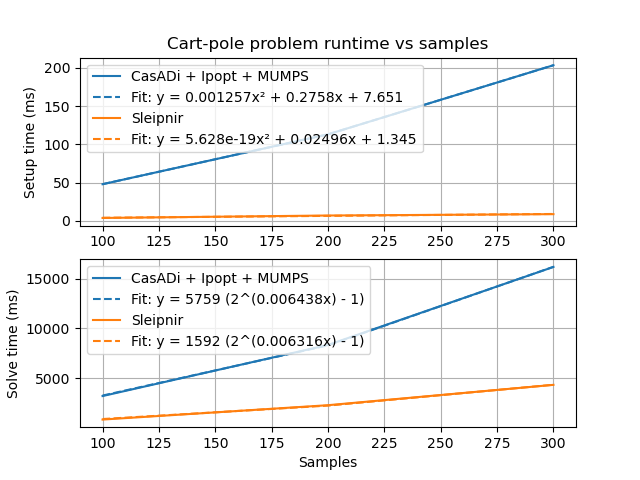 Cart-pole problem runtime vs samples
Setup time (ms)
200
150
100
50
0
CasADi + Ipopt + MUMPS
Fit: y = 0.001257x² + 0.2758x + 7.651
Sleipnir
Fit: y = 5.628e-19x² + 0.02496x + 1.345
100 125 150 175 200 225 250 275 300
Solve time (ms)
15000
10000
5000
CasADi + Ipopt + MUMPS
Fit: y = 5759 (2^(0.006438x) - 1)
Sleipnir
Fit: y = 1592 (2^(0.006316x) - 1)
100 125 150 175 200 225 250 275 300
Samples